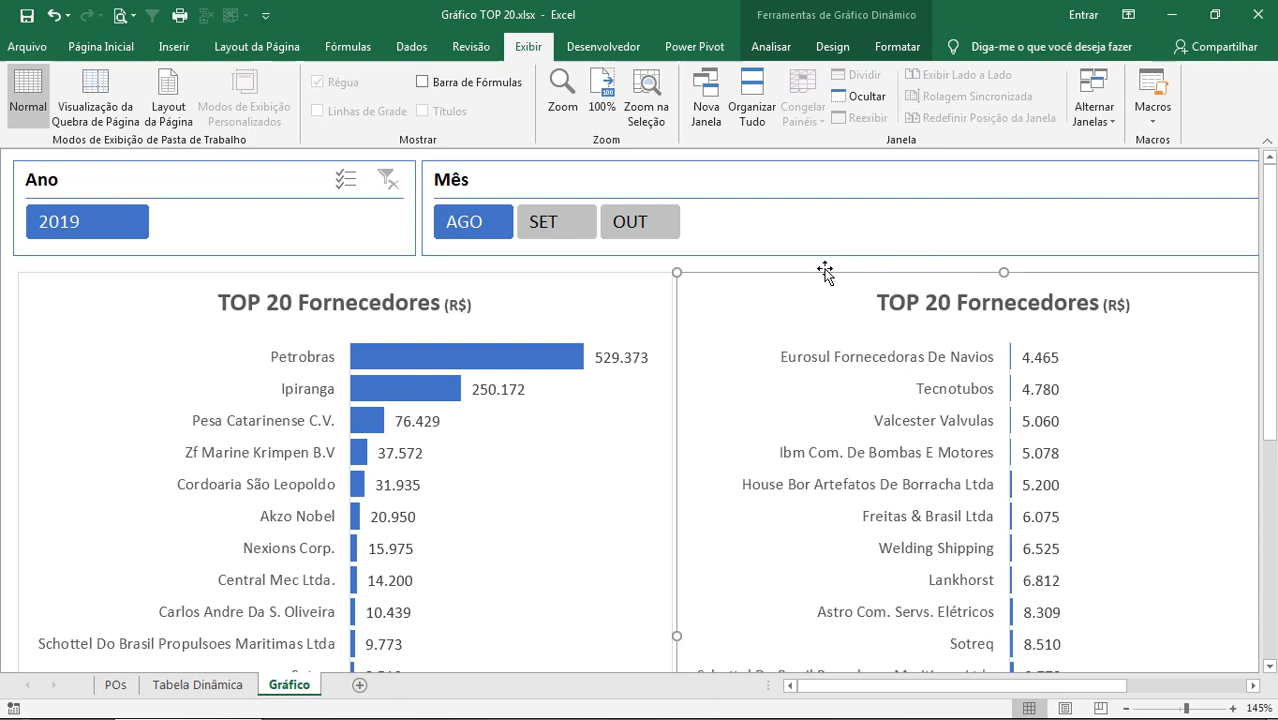 Gráfico TOP 20.xlsx - Excel
Ferramentas de Gráfico Dinâmico
Entrar
Arquivo
Página Inicial
Inserir
Layout da Página
Fórmulas
Dados
Revisão
Exibir
Desenvolvedor
Power Pivot
Analisar
Design
Formatar
Diga-me o que você deseja fazer
Compartilhar
Normal
Visualização da
Quebra de Página
Layout
da Página
Modos de Exibição
Personalizados
Modos de Exibição de Pasta de Trabalho
Régua
Barra de Fórmulas
Linhas de Grade
Títulos
Mostrar
Zoom
100
100%
Zoom na
Seleção
Zoom
Nova
Janela
Organizar
Tudo
Congelar
Painéis
Dividir
Ocultar
Reexibir
Exibir Lado a Lado
Rolagem Sincronizada
Redefinir Posição da Janela
Janela
Alternar
Janelas
Macros
Macros
Ano
2019
Mês
AGO
SET
OUT
TOP 20 Fornecedores (R$)
Petrobras 529.373
Ipiranga 250.172
Pesa Catarinense C.V. 76.429
Zf Marine Krimpen B.V 37.572
Cordoaria São Leopoldo 31.935
Akzo Nobel 20.950
Nexions Corp. 15.975
Central Mec Ltda. 14.200
Carlos Andre Da S. Oliveira 10.439
Schottel Do Brasil Propulsoes Maritimas Ltda 9.773
TOP 20 Fornecedores (R$)
Eurosul Fornecedoras De Navios 4.465
Tecnotubos 4.780
Valcester Valvulas 5.060
Ibm Com. De Bombas E Motores 5.078
House Bor Artefatos De Borracha Ltda 5.200
Freitas & Brasil Ltda 6.075
Welding Shipping 6.525
Lankhorst 6.812
Astro Com. Servs. Elétricos 8.309
Sotreq 8.510
POs
Tabela Dinâmica
Gráfico
145%